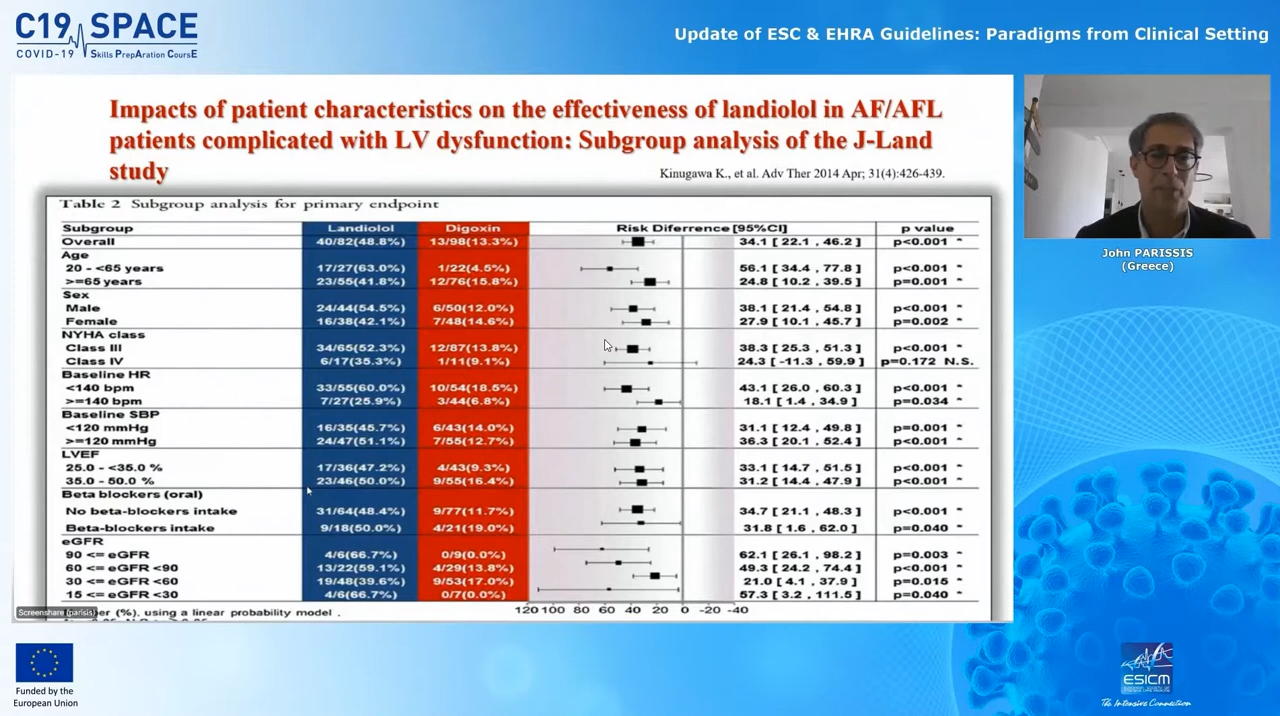 C19 SPACE
COVID-19 Skills PrepAration CoursE
Update of ESC & EHRA Guidelines: Paradigms from Clinical Setting
Impacts of patient characteristics on the effectiveness of landiolol in AF/AFL
patients complicated with LV dysfunction: Subgroup analysis of the J-Land
study
Kinugawa K., et al. Adv Ther 2014 Apr; 31(4):426-439.
John PARISSIS
(Greece)
Table 2 Subgroup analysis for primary endpoint
Subgroup Landiolol Digoxin Risk Diferrence [95%CI] p value
Overall 40/82(48.8%) 13/98(13.3%) 34.1 [ 22.1 , 46.2] p<0.001 *
Age
20 - <65 years 17/27(63.0%) 1/22(4.5%) 56.1 [ 34.4 , 77.8] p<0.001 *
>=65 years 23/55(41.8%) 12/76(15.8%) 24.8 [ 10.2 , 39.5] p=0.001 *
Sex
Male 24/44(54.5%) 6/50(12.0%) 38.1 [ 21.4 , 54.8] p<0.001 *
Female 16/38(42.1%) 7/48(14.6%) 27.9 [ 10.1 , 45.7] p=0.002 *
NYHA class
Class III 34/65(52.3%) 12/87(13.8%) 38.3 [ 25.3 , 51.3] p<0.001 *
Class IV 6/17(35.3%) 1/11(9.1%) 24.3 [ -11.3 , 59.9] p=0.172 N.S.
Baseline HR
<140 bpm 33/55(60.0%) 10/54(18.5%) 43.1 [ 26.0 , 60.3] p<0.001 *
>=140 bpm 7/27(25.9%) 3/44(6.8%) 18.1 [ 1.4 , 34.9] p=0.034 *
Baseline SBP
<120 mmHg 16/35(45.7%) 6/43(14.0%) 31.1 [ 12.4 , 49.8] p=0.001 *
>=120 mmHg 24/47(51.1%) 7/55(12.7%) 36.3 [ 20.1 , 52.4] p<0.001 *
LVEF
25.0 - <35.0 % 17/36(47.2%) 4/43(9.3%) 33.1 [ 14.7 , 51.5] p<0.001 *
35.0 - 50.0 % 23/46(50.0%) 9/55(16.4%) 31.2 [ 14.4 , 47.9] p<0.001 *
Beta blockers (oral)
No beta-blockers intake 31/64(48.4%) 9/77(11.7%) 34.7 [ 21.1 , 48.3] p<0.001 *
Beta-blockers intake 9/18(50.0%) 4/21(19.0%) 31.8 [ 1.6 , 62.0] p=0.040 *
eGFR
90 <= eGFR 4/6(66.7%) 0/9(0.0%) 62.1 [ 26.1 , 98.2] p=0.003 *
60 <= eGFR <90 13/22(59.1%) 4/29(13.8%) 49.3 [ 24.2 , 74.4] p<0.001 *
30 <= eGFR <60 19/48(39.6%) 9/53(17.0%) 21.0 [ 4.1 , 37.9] p=0.015 *
15 <= eGFR <30 4/6(66.7%) 0/7(0.0%) 57.3 [ 3.2 , 111.5] p=0.040 *
120 100 80 60 40 20 0 -20 -40
(%), using a linear probability model .
Screenshare (parisis)
Funded by the
European Union
ESICM
The Intensive Connection